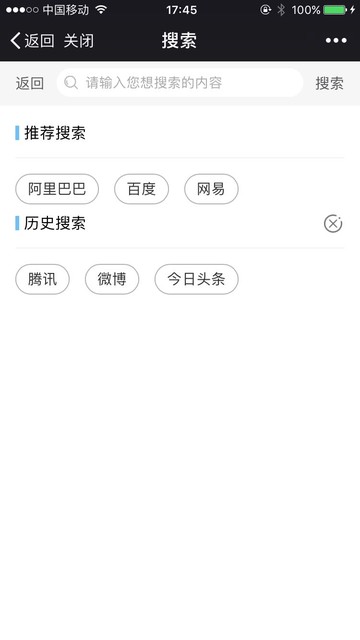 中国移动 17:45 100%
返回 关闭 搜索
返回 请输入您想搜索的内容 搜索
推荐搜索
阿里巴巴 百度 网易
历史搜索
腾讯 微博 今日头条